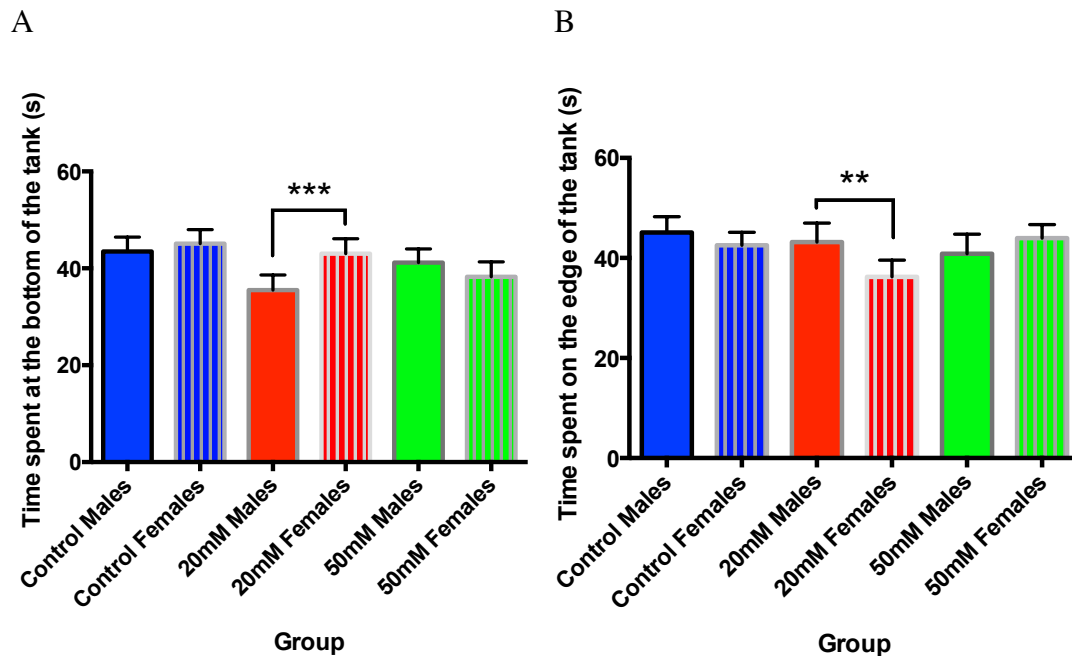 A
Time spent at the bottom of the tank (s)
60
40
20
0
***
Control Males
Control Females
20mM Males
20mM Females
50mM Males
50mM Females
Group
B
Time spent on the edge of the tank (s)
60
40
20
0
**
Control Males
Control Females
20mM Males
20mM Females
50mM Males
50mM Females
Group